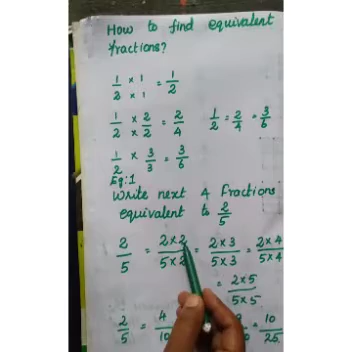 How to find equivalent
fractions?
1/2 × 1/1 = 1/2
1/2 × 2/2 = 2/4 1/2 = 2/4 = 3/6
1/2 × 3/3 = 3/6
Eg:1
Write next 4 fractions
equivalent to 2/5
2/5 = 2×2/5×2 = 2×3/5×3 = 2×4/5×4
= 2×5/5×5
2/5 = 4/10 = 10/25